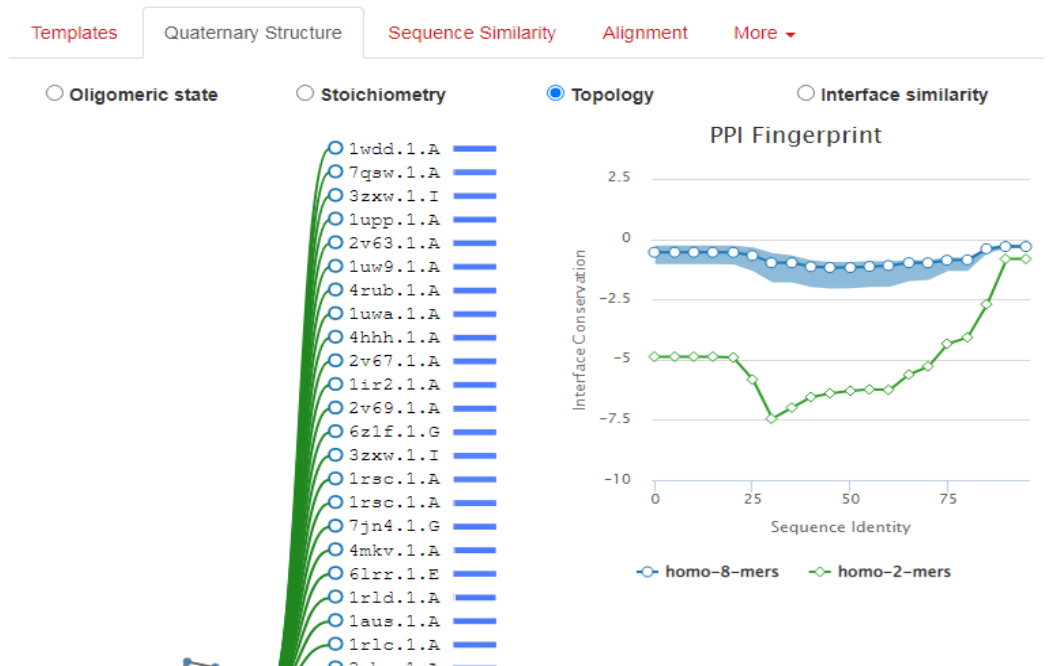 Templates Quaternary Structure Sequence Similarity Alignment More
Oligomeric state Stoichiometry Topology Interface similarity
PPI Fingerprint
1wdd.1.A
7qsw.1.A
3zxw.1.I
1upp.1.A
2v63.1.A
1uw9.1.A
4rub.1.A
1uwa.1.A
4hhh.1.A
2v67.1.A
1ir2.1.A
2v69.1.A
6z1f.1.G
3zxw.1.I
1rsc.1.A
1rsc.1.A
7jn4.1.G
4mkv.1.A
6lrr.1.E
1rld.1.A
1aus.1.A
1rlc.1.A
2.5
0
-2.5
-5
-7.5
-10
Interface Conservation
0 25 50 75
Sequence Identity
homo-8-mers homo-2-mers